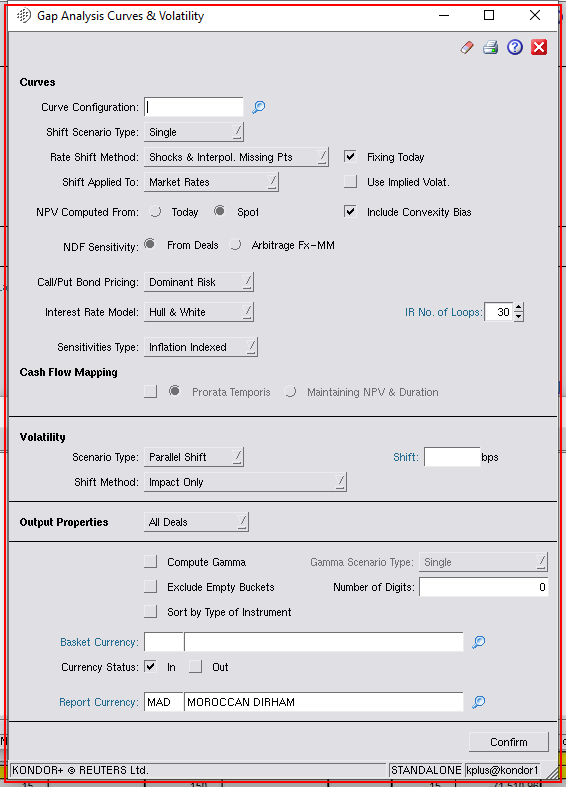 Gap Analysis Curves & Volatility
Curves
Curve Configuration:
Shift Scenario Type: Single
Rate Shift Method: Shocks & Interpol. Missing Pts Fixing Today
Shift Applied To: Market Rates Use Implied Volat.
NPV Computed From: Today Spot Include Convexity Bias
NDF Sensitivity: From Deals Arbitrage Fx-MM
Call/Put Bond Pricing: Dominant Risk
Interest Rate Model: Hull & White IR No. of Loops: 30
Sensitivities Type: Inflation Indexed
Cash Flow Mapping
Prorata Temporis Maintaining NPV & Duration
Volatility
Scenario Type: Parallel Shift Shift: bps
Shift Method: Impact Only
Output Properties All Deals
Compute Gamma Gamma Scenario Type: Single
Exclude Empty Buckets Number of Digits: 0
Sort by Type of Instrument
Basket Currency:
Currency Status: In Out
Report Currency: MAD MOROCCAN DIRHAM
Confirm
KONDOR+ © REUTERS Ltd. STANDALONE kplus@kondor1